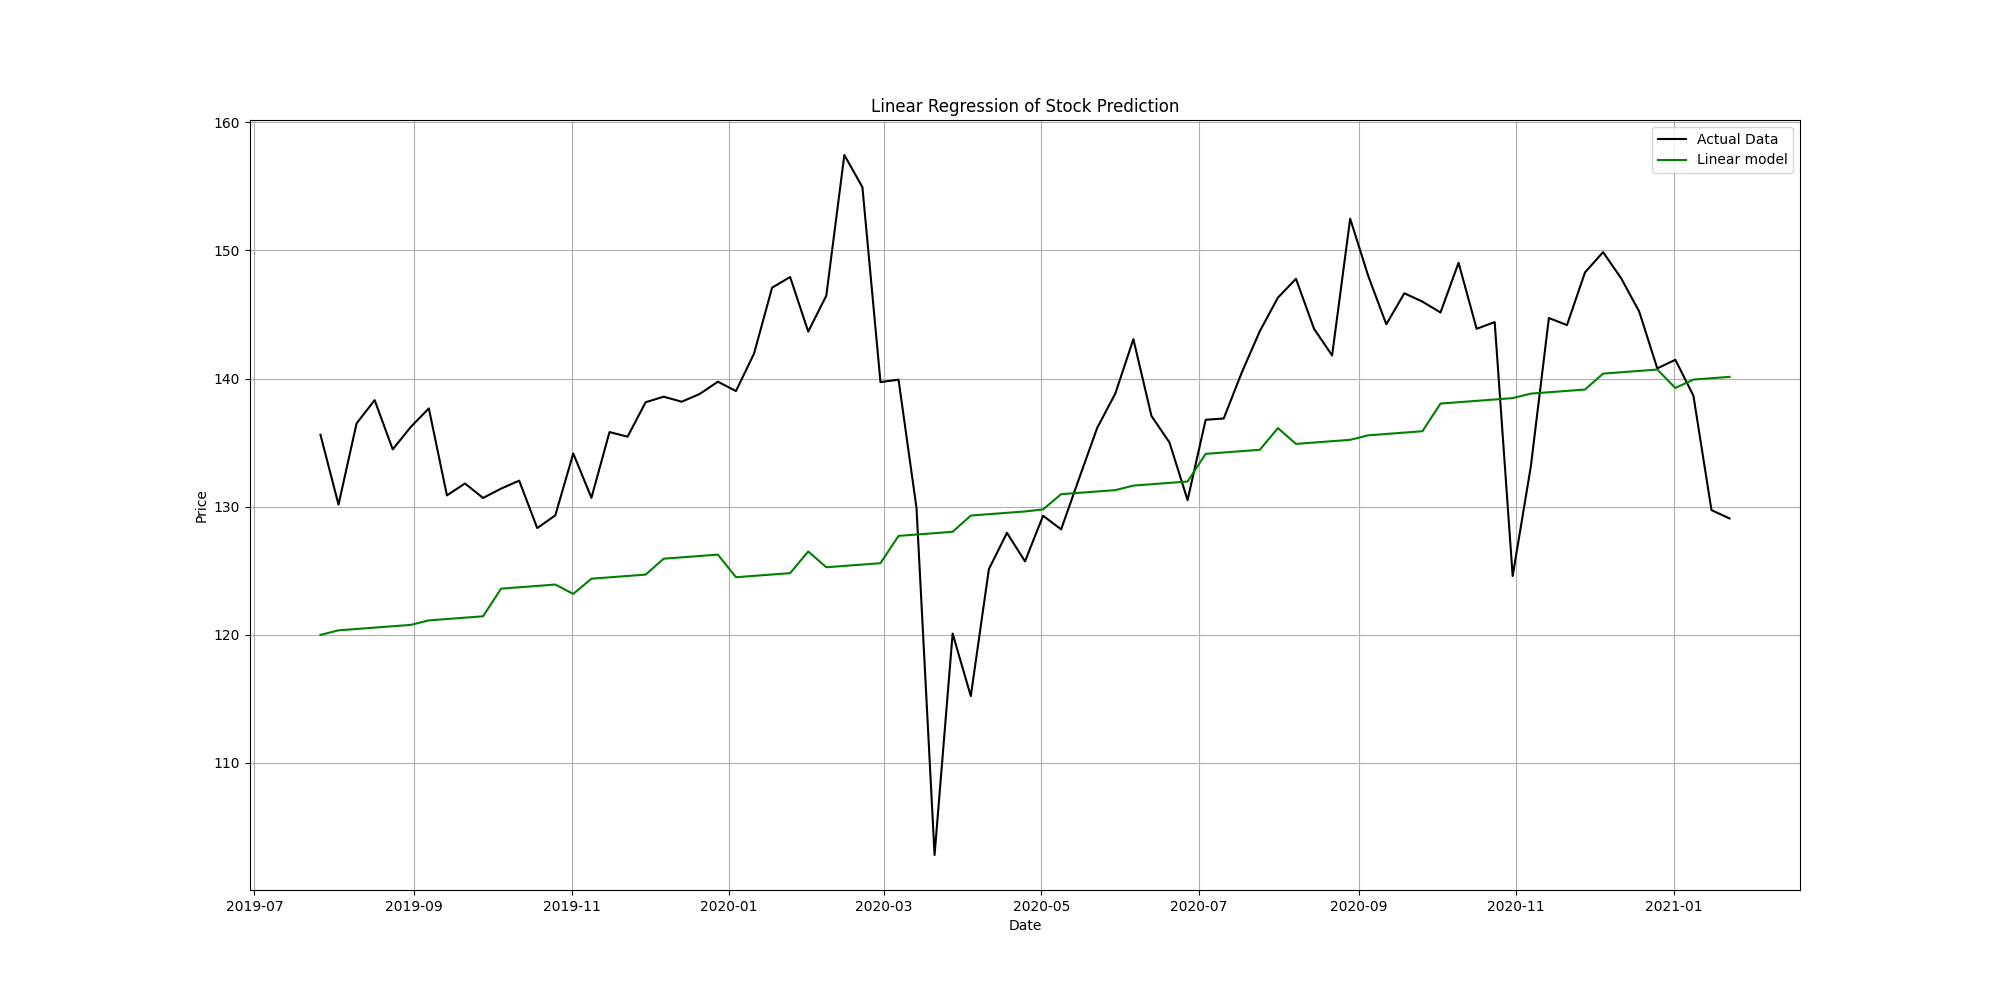 Linear Regression of Stock Prediction
Actual Data
Linear model
160
150
140
130
120
110
Price
2019-07 2019-09 2019-11 2020-01 2020-03 2020-05 2020-07 2020-09 2020-11 2021-01
Date